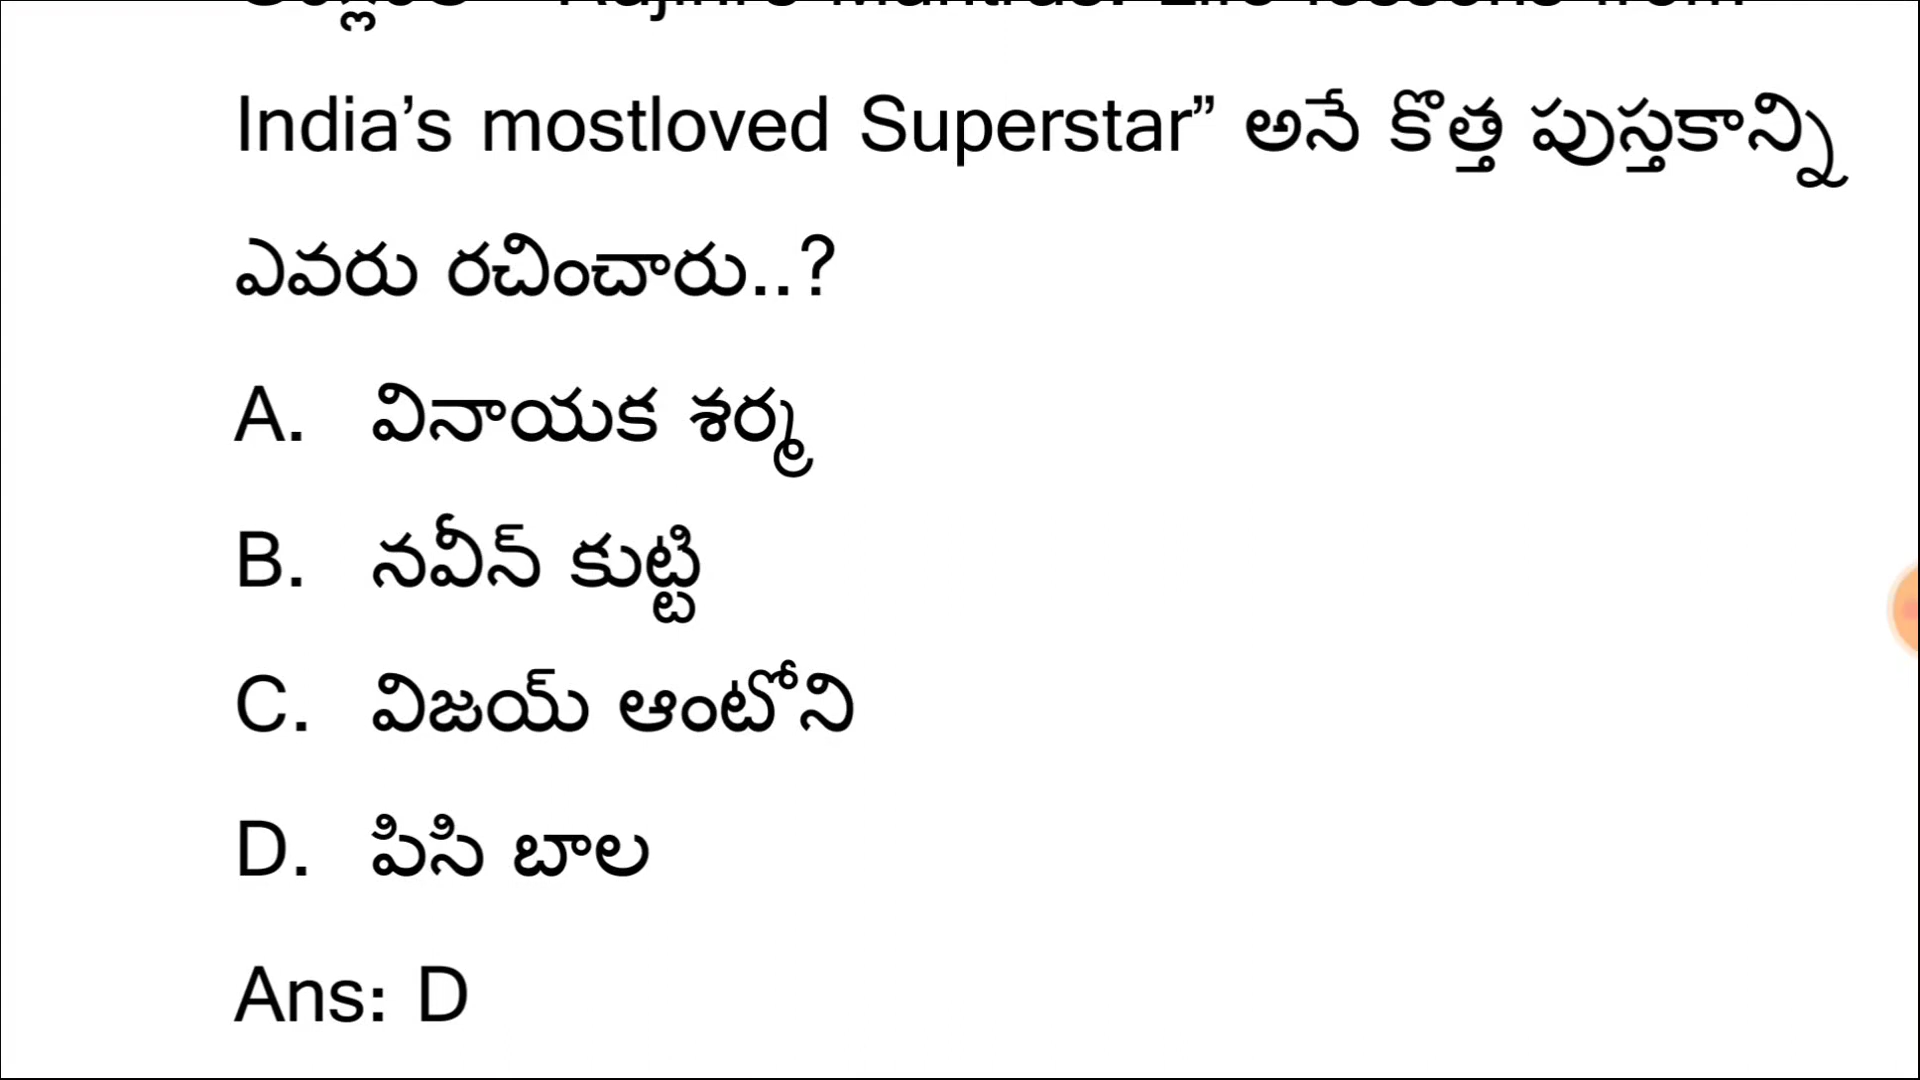 India’s mostloved Superstar” అనే కొత్త పుస్తకాన్ని
ఎవరు రచించారు..?
A. వినాయక శర్మ
B. నవీన్ కుట్టి
C. విజయ్ ఆంటోని
D. పిసి బాల
Ans: D